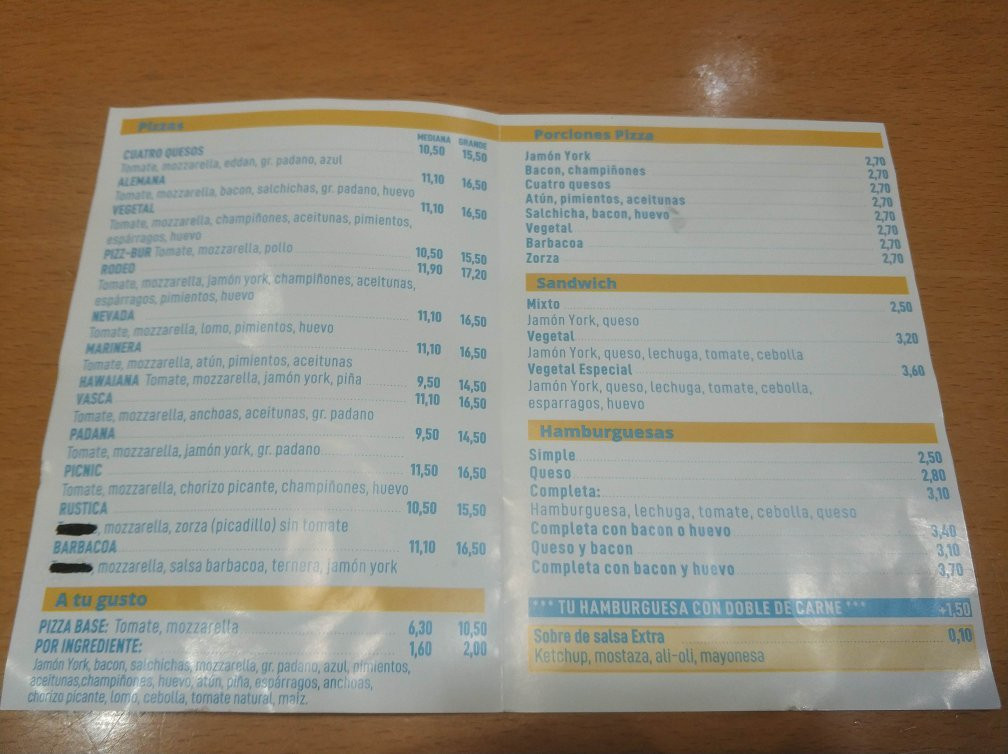 Pizzas
MEDIANA GRANDE
CUATRO QUESOS 10,50 15,50
Tomate, mozzarella, eddan, gr. padano, azul
ALEMANA 11,10 16,50
Tomate, mozzarella, bacon, salchichas, gr. padano, huevo
VEGETAL 11,10 16,50
Tomate, mozzarella, champiñones, aceitunas, pimientos,
espárragos, huevo
PIZZ-BUR Tomate, mozzarella, pollo 10,50 15,50
RODEO 11,90 17,20
Tomate, mozzarella, jamón york, champiñones, aceitunas,
espárragos, pimientos, huevo
NEVADA 11,10 16,50
Tomate, mozzarella, lomo, pimientos, huevo
MARINERA 11,10 16,50
Tomate, mozzarella, atún, pimientos, aceitunas
HAWAIANA Tomate, mozzarella, jamón york, piña 9,50 14,50
VASCA 11,10 16,50
Tomate, mozzarella, anchoas, aceitunas, gr. padano
PADANA 9,50 14,50
Tomate, mozzarella, jamón york, gr. padano
PICNIC 11,50 16,50
Tomate, mozzarella, chorizo picante, champiñones, huevo
RUSTICA 10,50 15,50
, mozzarella, zorza (picadillo) sin tomate
BARBACOA 11,10 16,50
, mozzarella, salsa barbacoa, ternera, jamón york
A tu gusto
PIZZA BASE: Tomate, mozzarella 6,30 10,50
POR INGREDIENTE: 1,60 2,00
Jamón York, bacon, salchichas, mozzarella, gr. padano, azul, pimientos,
aceitunas,champiñones, huevo, atún, piña, espárragos, anchoas,
chorizo picante, lomo, cebolla, tomate natural, maíz.
Porciones Pizza
Jamón York 2,70
Bacon, champiñones 2,70
Cuatro quesos 2,70
Atún, pimientos, aceitunas 2,70
Salchicha, bacon, huevo 2,70
Vegetal 2,70
Barbacoa 2,70
Zorza 2,70
Sandwich
Mixto 2,50
Jamón York, queso
Vegetal 3,20
Jamón York, queso, lechuga, tomate, cebolla
Vegetal Especial 3,60
Jamón York, queso, lechuga, tomate, cebolla,
esparragos, huevo
Hamburguesas
Simple 2,50
Queso 2,80
Completa: 3,10
Hamburguesa, lechuga, tomate, cebolla, queso
Completa con bacon o huevo 3,40
Queso y bacon 3,10
Completa con bacon y huevo 3,70
*** TU HAMBURGUESA CON DOBLE DE CARNE *** +1,50
Sobre de salsa Extra 0,10
Ketchup, mostaza, ali-oli, mayonesa